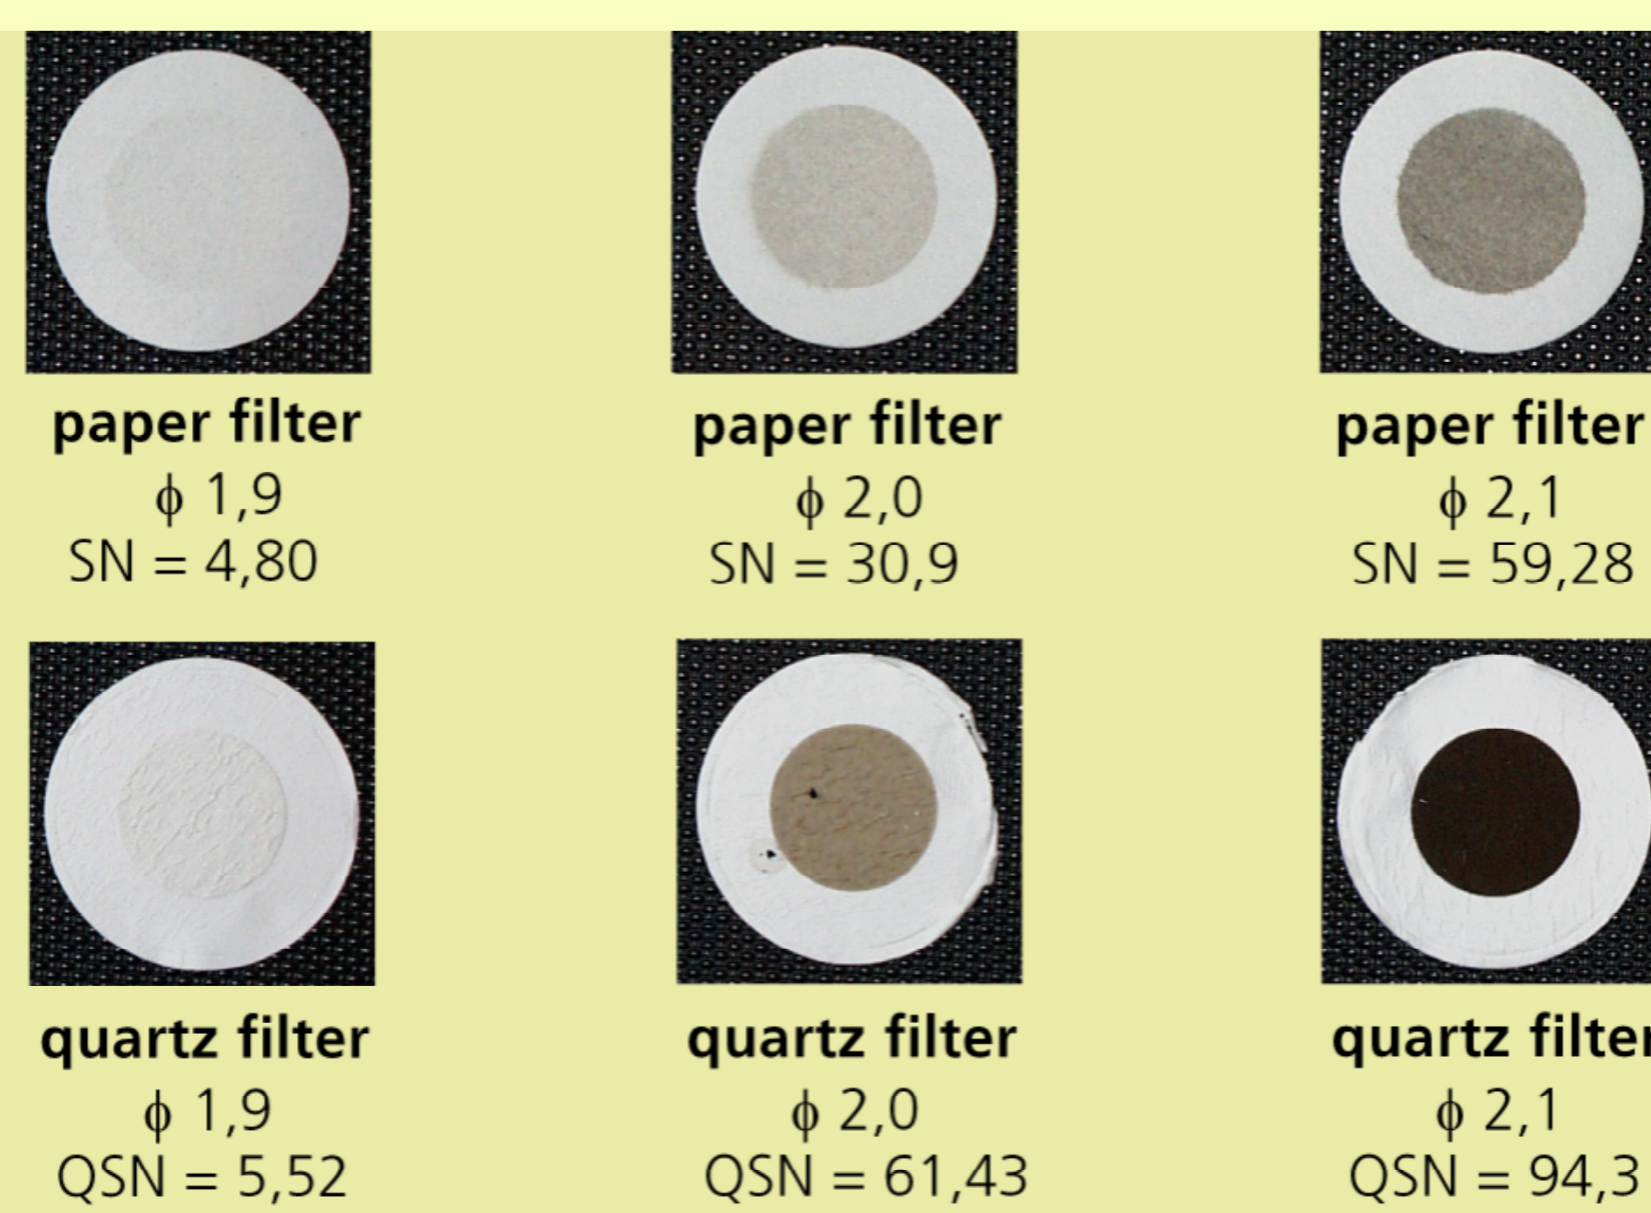 paper filter
ϕ 1,9
SN = 4,80
paper filter
ϕ 2,0
SN = 30,9
paper filter
ϕ 2,1
SN = 59,28
quartz filter
ϕ 1,9
QSN = 5,52
quartz filter
ϕ 2,0
QSN = 61,43
quartz filter
ϕ 2,1
QSN = 94,3